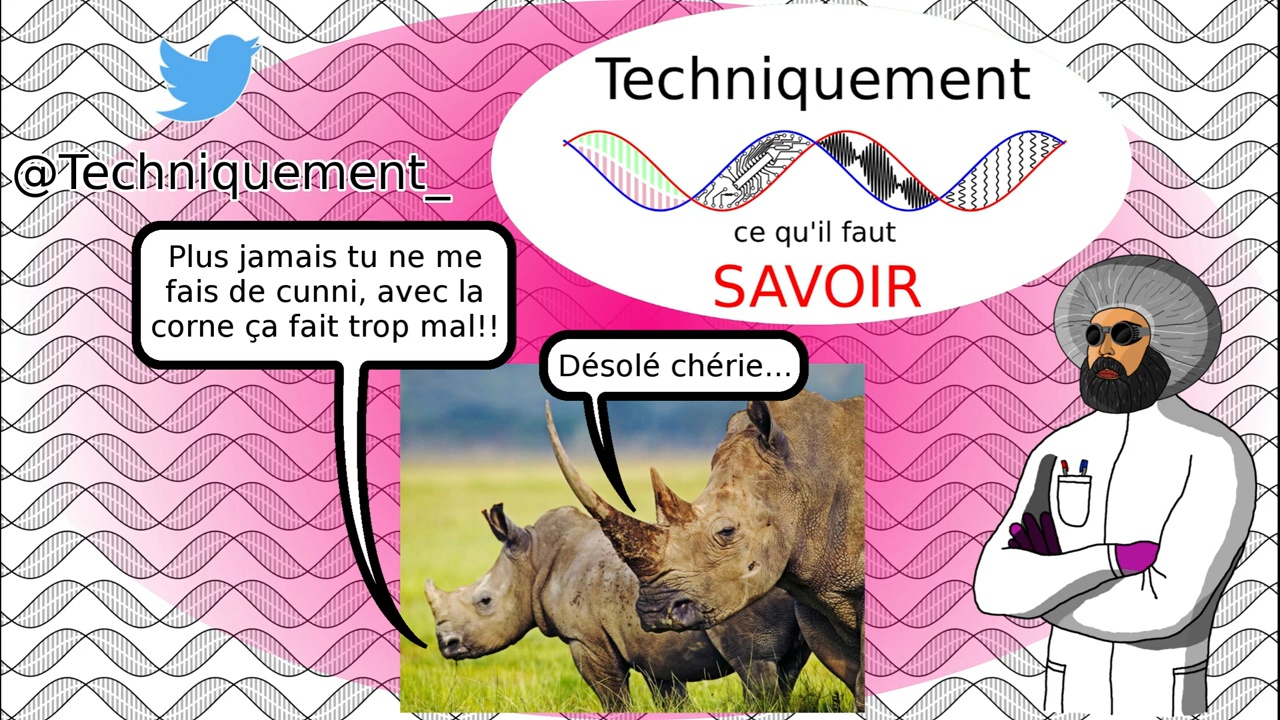 Techniquement
ce qu'il faut
SAVOIR
@Techniquement_
Plus jamais tu ne me
fais de cunni, avec la
corne ça fait trop mal!!
Désolé chérie...